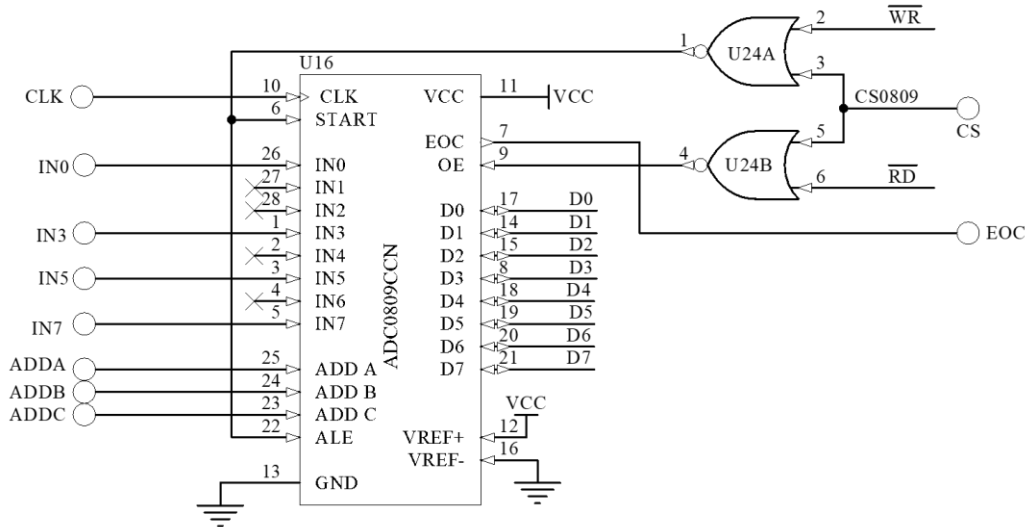 2 WR
1
U24A
U16
3
CLK 10 CLK VCC 11 VCC
CS0809
6 START
CS
EOC 7
5
IN0 26 IN0 OE 9 4
U24B
27 IN1
6 RD
28 IN2 D0 17 D0
IN3 1 IN3 D1 14 D1
EOC
2 IN4 D2 15 D2
IN5 3 IN5 D3 8 D3
4 IN6 D4 18 D4
IN7 5 IN7 D5 19 D5
D6 20 D6
ADDA 25 ADD A D7 21 D7
ADDB 24 ADD B
ADDC 23 ADD C VCC
22 ALE VREF+ 12
VREF- 16
13 GND
ADC0809CCN